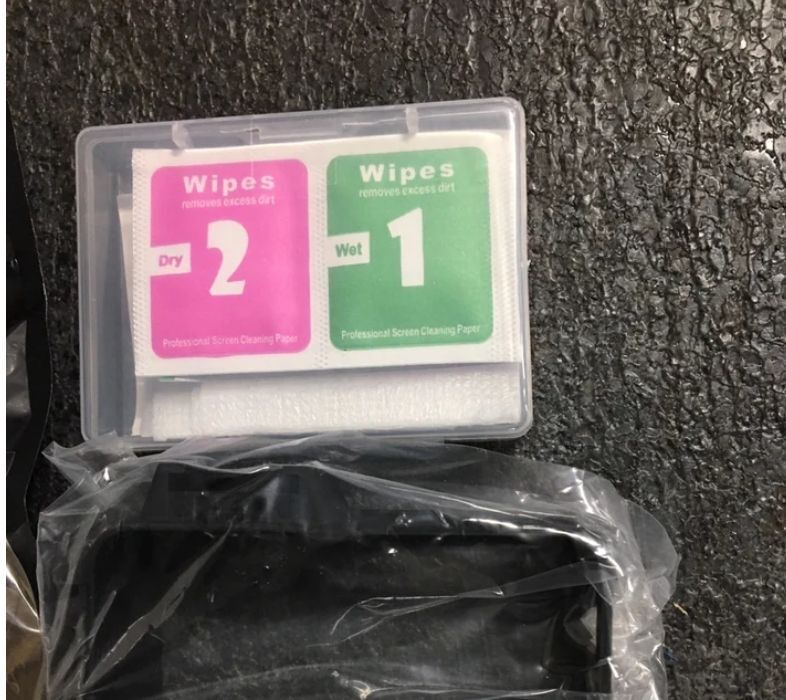 Wipes
removes excess dirt
Dry
2
Professional Screen Cleaning Paper
Wipes
removes excess dirt
Wet
1
Professional Screen Cleaning Paper